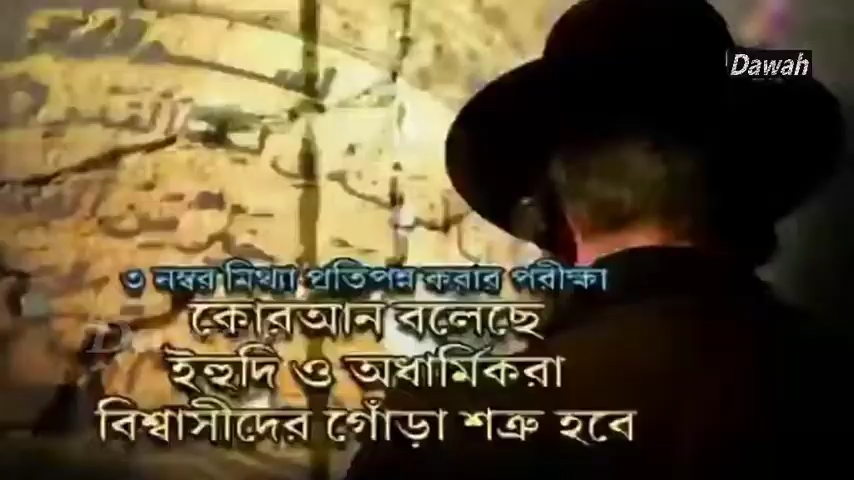 Dawah
৩ নম্বর মিথ্যা প্রতিপন্ন করার পরীক্ষা
কোরআন বলেছে
ইহুদি ও অধার্মিকরা
বিশ্বাসীদের গোঁড়া শত্রু হবে